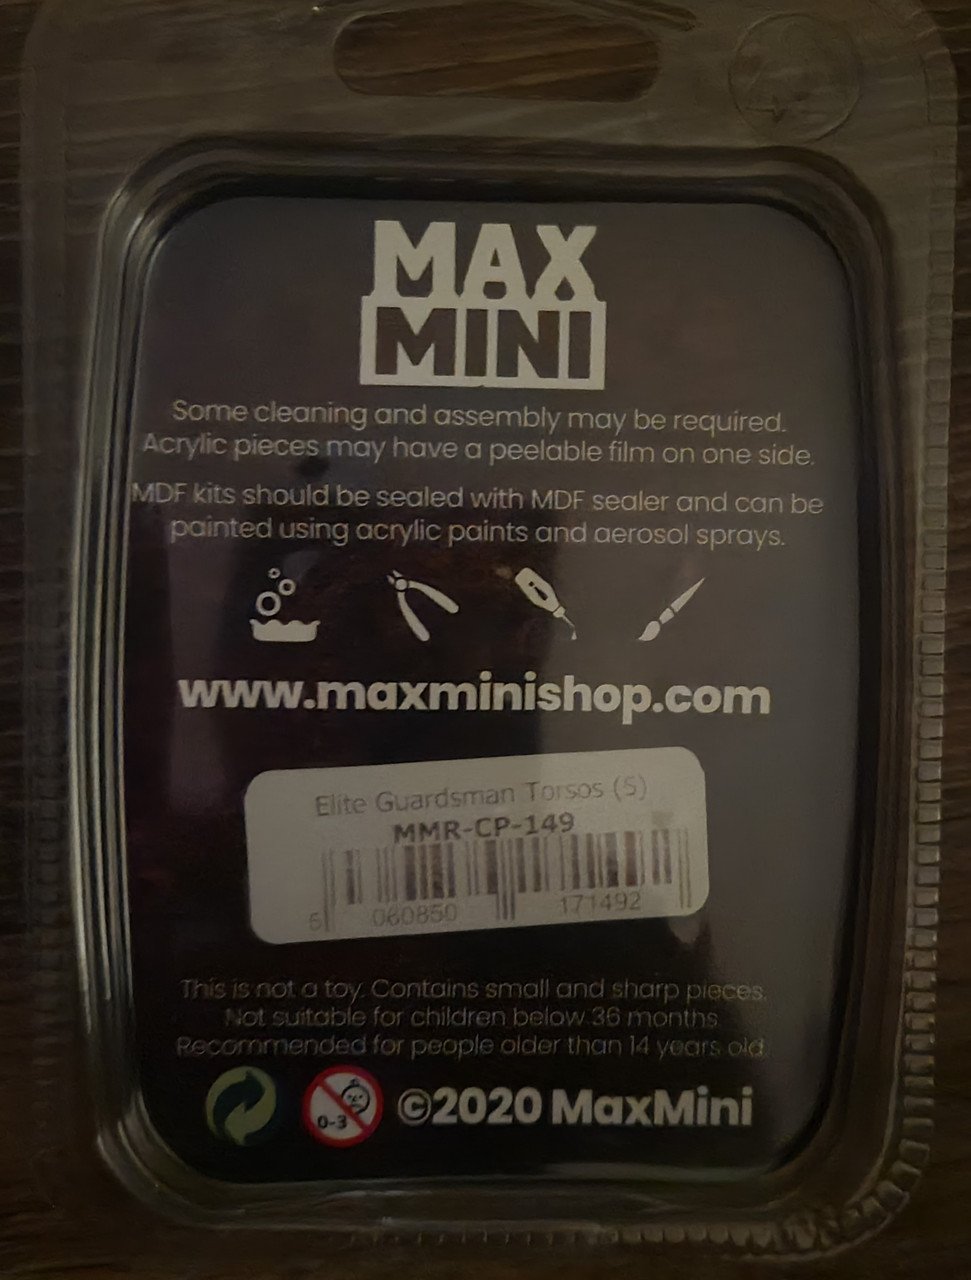 MAX
MINI
Some cleaning and assembly may be required.
Acrylic pieces may have a peelable film on one side.
MDF kits should be sealed with MDF sealer and can be
painted using acrylic paints and aerosol sprays.
www.maxminishop.com
Elite Guardsman Torsos (5)
MMR-CP-149
5 060850 171492
This is not a toy. Contains small and sharp pieces.
Not suitable for children below 36 months
Recommended for people older than 14 years old
0-3 ©2020 MaxMini